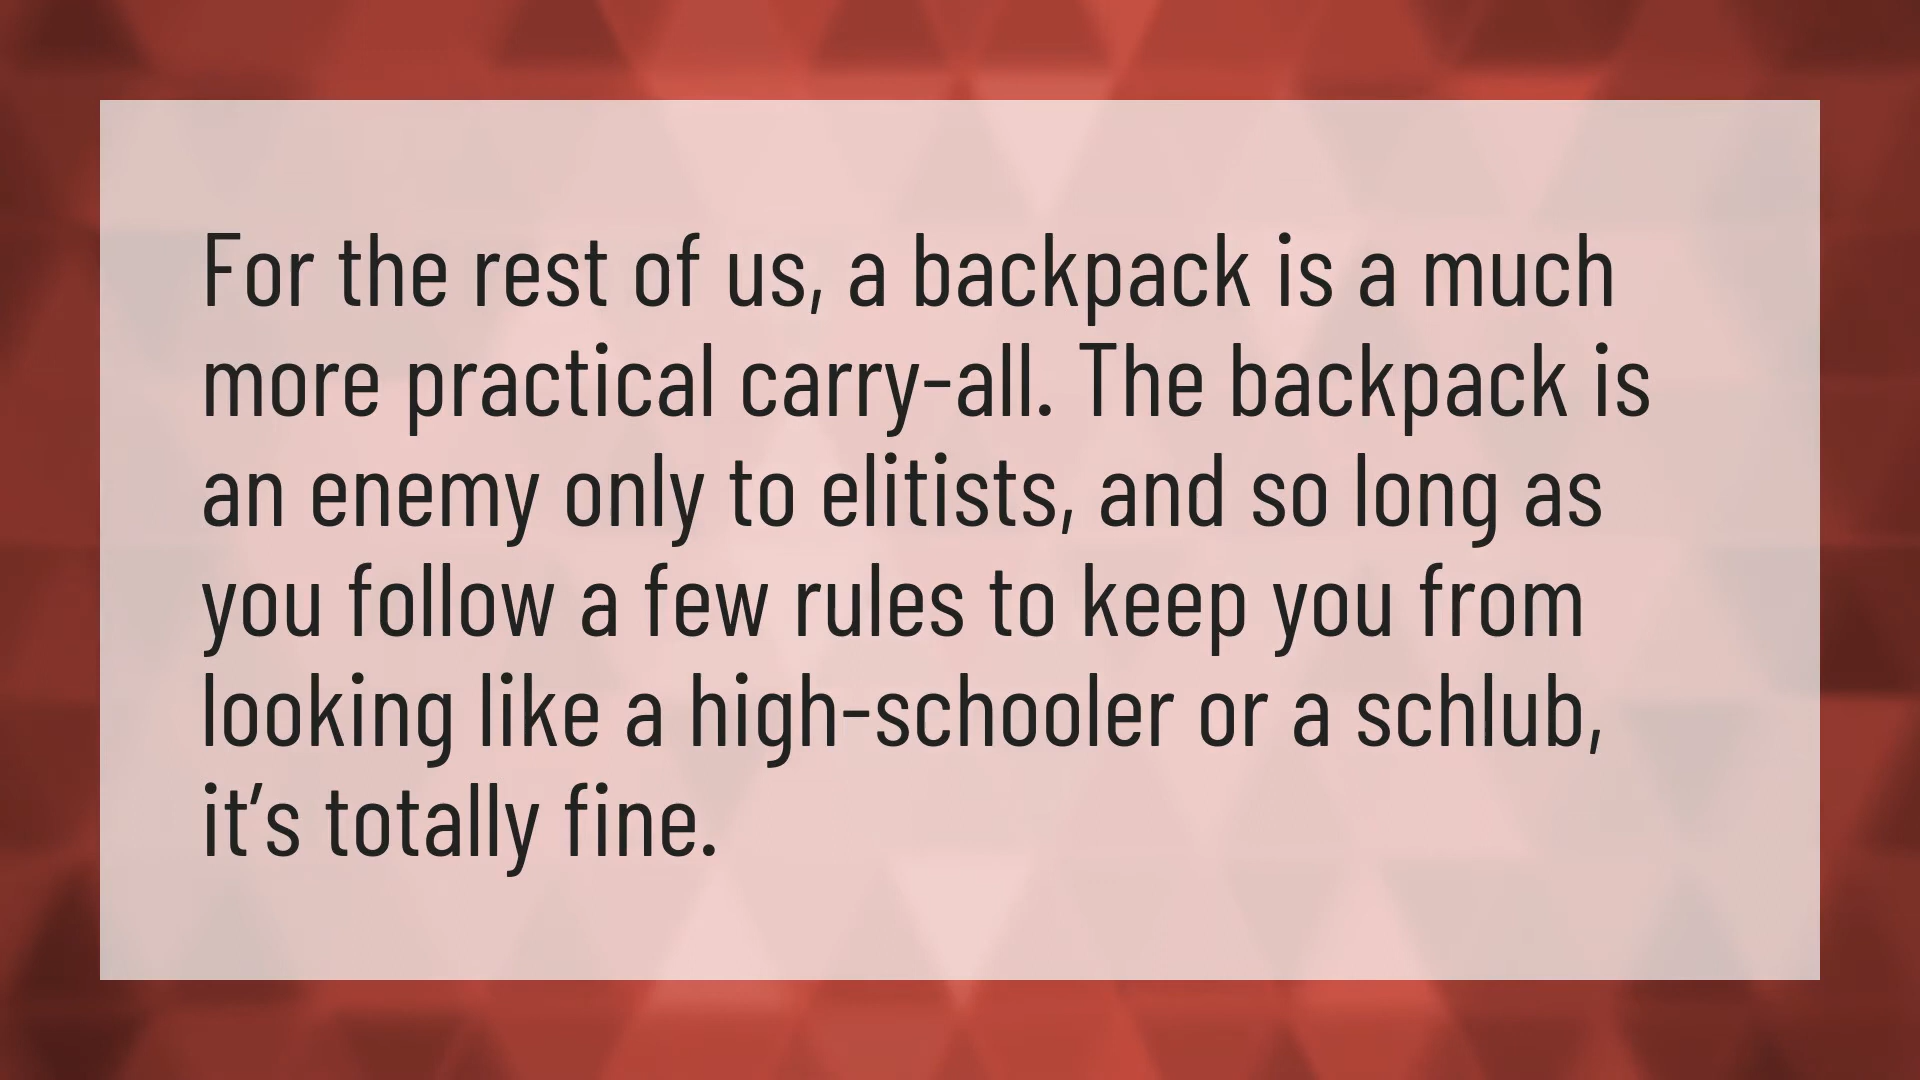 For the rest of us, a backpack is a much
more practical carry-all. The backpack is
an enemy only to elitists, and so long as
you follow a few rules to keep you from
looking like a high-schooler or a schlub,
it’s totally fine.